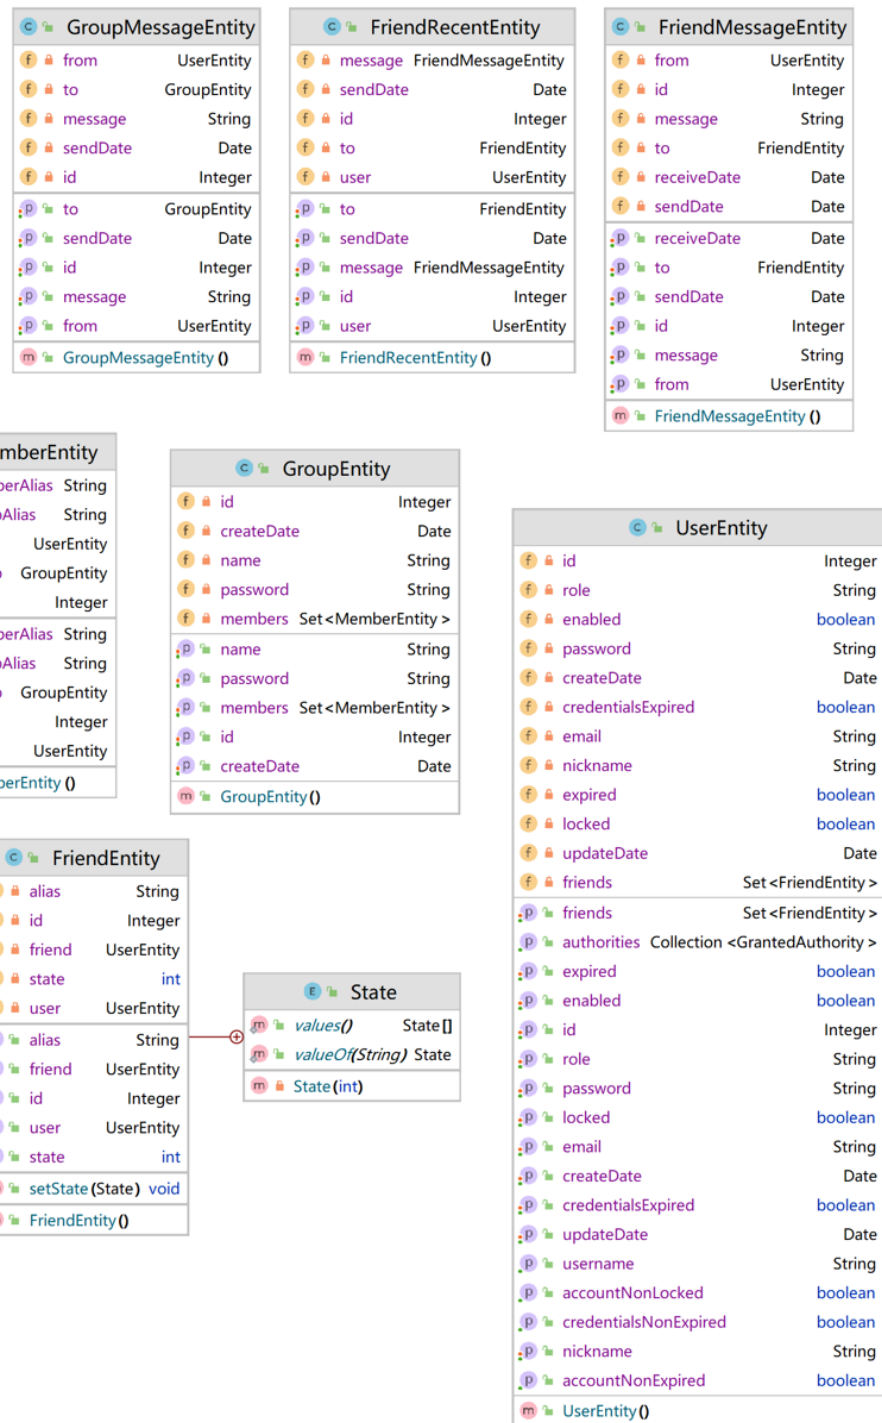 GroupMessageEntity
from UserEntity
to GroupEntity
message String
sendDate Date
id Integer
to GroupEntity
sendDate Date
id Integer
message String
from UserEntity
GroupMessageEntity()
FriendRecentEntity
message FriendMessageEntity
sendDate Date
id Integer
to FriendEntity
user UserEntity
to FriendEntity
sendDate Date
message FriendMessageEntity
id Integer
user UserEntity
FriendRecentEntity()
FriendMessageEntity
from UserEntity
id Integer
message String
to FriendEntity
receiveDate Date
sendDate Date
receiveDate Date
to FriendEntity
sendDate Date
id Integer
message String
from UserEntity
FriendMessageEntity()
mberEntity
berAlias String
Alias String
UserEntity
GroupEntity
Integer
berAlias String
Alias String
GroupEntity
Integer
UserEntity
berEntity()
GroupEntity
id Integer
createDate Date
name String
password String
members Set<MemberEntity>
name String
password String
members Set<MemberEntity>
id Integer
createDate Date
GroupEntity()
UserEntity
id Integer
role String
enabled boolean
password String
createDate Date
credentialsExpired boolean
email String
nickname String
expired boolean
locked boolean
updateDate Date
friends Set<FriendEntity>
friends Set<FriendEntity>
authorities Collection<GrantedAuthority>
expired boolean
enabled boolean
id Integer
role String
password String
locked boolean
email String
createDate Date
credentialsExpired boolean
updateDate Date
username String
accountNonLocked boolean
credentialsNonExpired boolean
nickname String
accountNonExpired boolean
UserEntity()
FriendEntity
alias String
id Integer
friend UserEntity
state int
user UserEntity
alias String
friend UserEntity
id Integer
user UserEntity
state int
setState(State) void
FriendEntity()
State
values() State[]
valueOf(String) State
State(int)